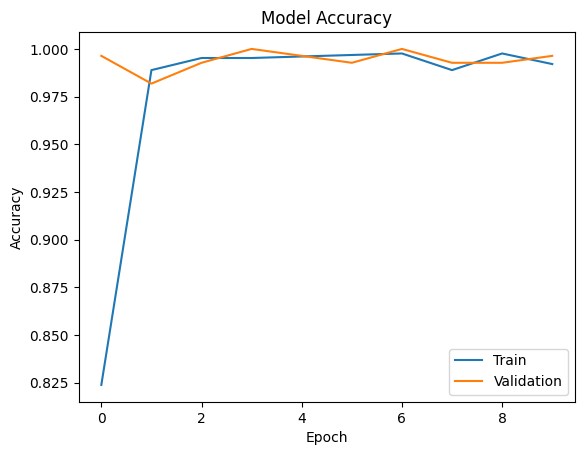 Model Accuracy
1.000
0.975
0.950
0.925
0.900
0.875
0.850
0.825
Accuracy
0 2 4 6 8
Epoch
Train
Validation